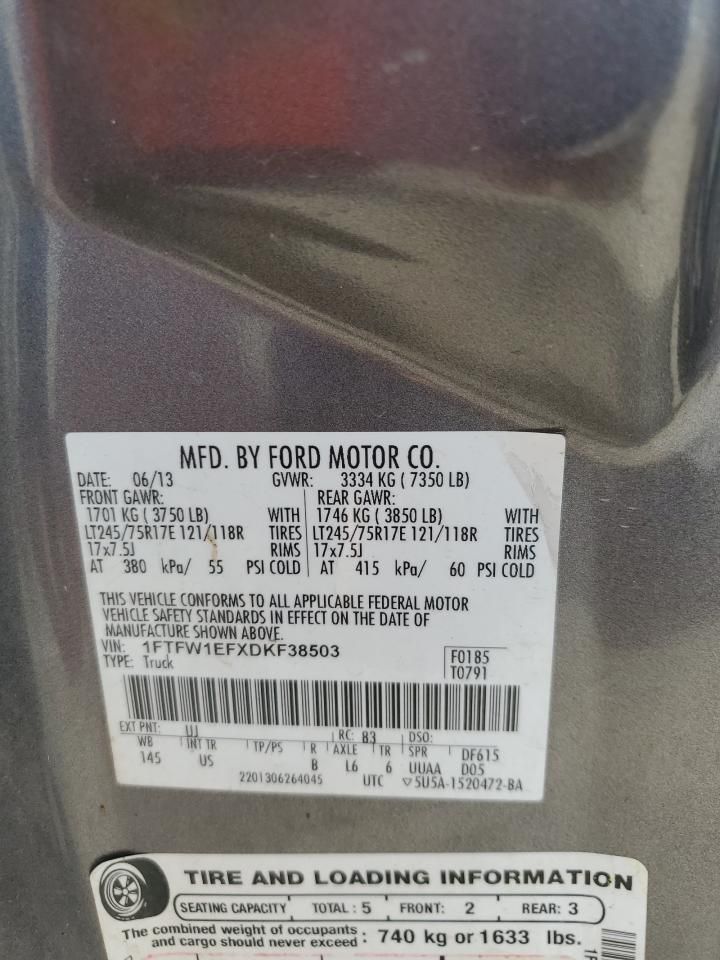 MFD. BY FORD MOTOR CO.
DATE: 06/13 GVWR: 3334 KG ( 7350 LB)
FRONT GAWR: REAR GAWR:
1701 KG ( 3750 LB) WITH 1746 KG ( 3850 LB) WITH
LT245/75R17E 121/118R TIRES LT245/75R17E 121/118R TIRES
17x7.5J RIMS 17x7.5J RIMS
AT 380 kPa/ 55 PSI COLD AT 415 kPa/ 60 PSI COLD
THIS VEHICLE CONFORMS TO ALL APPLICABLE FEDERAL MOTOR
VEHICLE SAFETY STANDARDS IN EFFECT ON THE DATE OF
MANUFACTURE SHOWN ABOVE.
VIN: 1FTFW1EFXDKF38503
TYPE: Truck
F0185
T0791
EXT PNT: UJ RC: 83 DSO:
WB INT TR TP/PS R AXLE TR SPR DF615
145 US B L6 6 UUAA D05
2201306264045 UTC ▽5U5A-1520472-BA
TIRE AND LOADING INFORMATION
SEATING CAPACITY TOTAL : 5 FRONT: 2 REAR: 3
The combined weight of occupants
and cargo should never exceed : 740 kg or 1633 lbs.